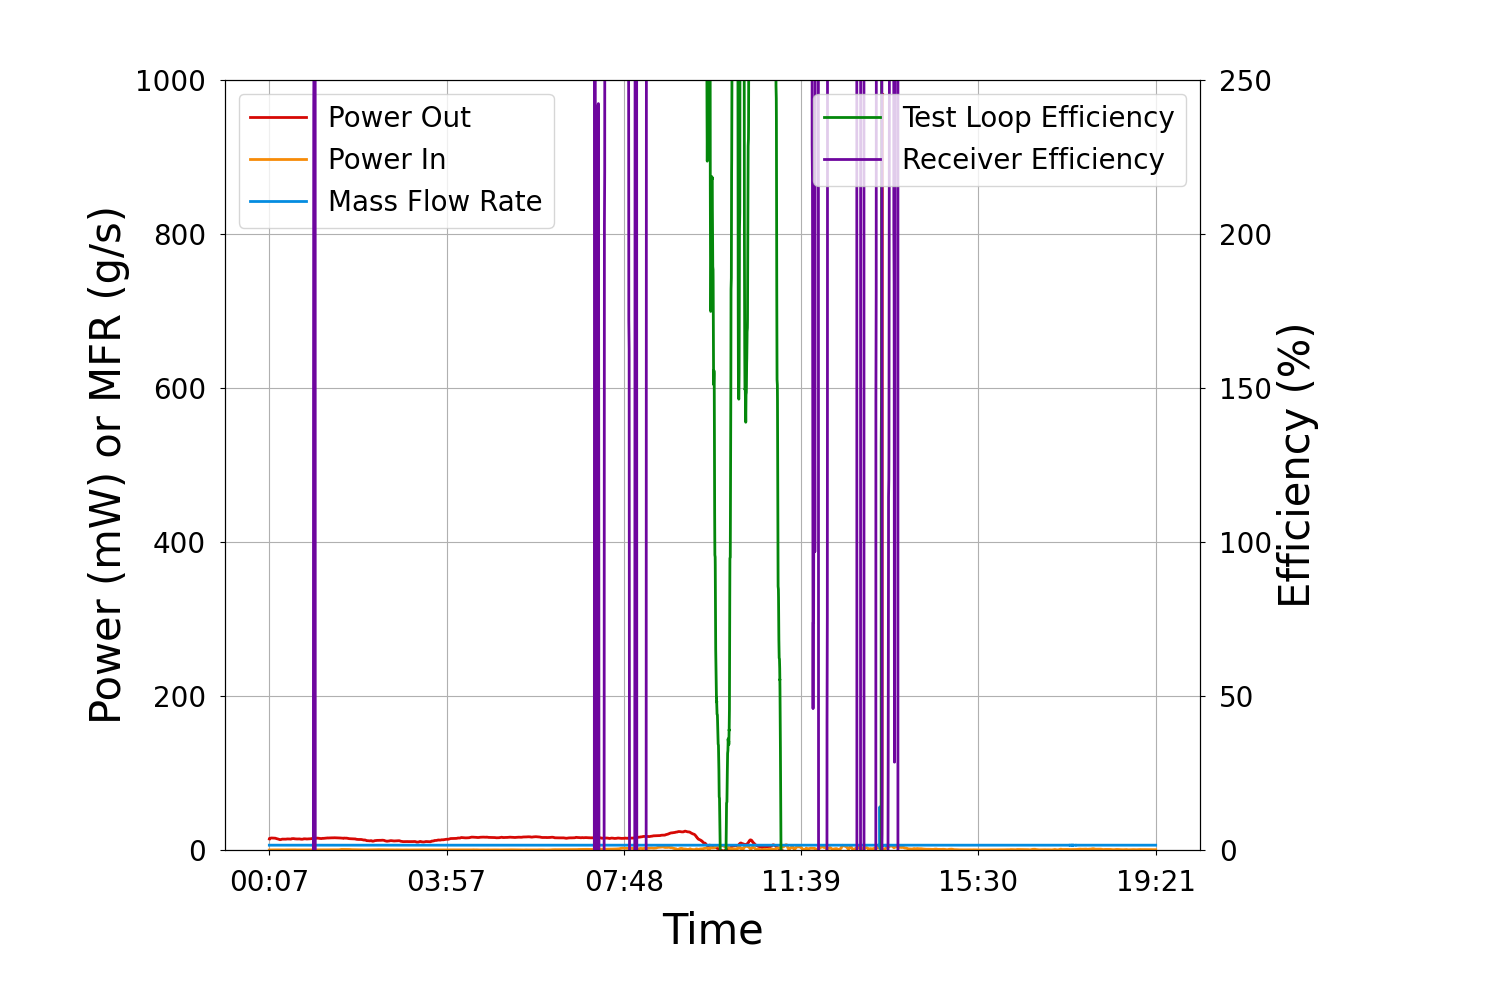 1000
800
600
400
200
0
Power (mW) or MFR (g/s)
Power Out
Power In
Mass Flow Rate
Test Loop Efficiency
Receiver Efficiency
250
200
150
100
50
0
Efficiency (%)
00:07 03:57 07:48 11:39 15:30 19:21
Time